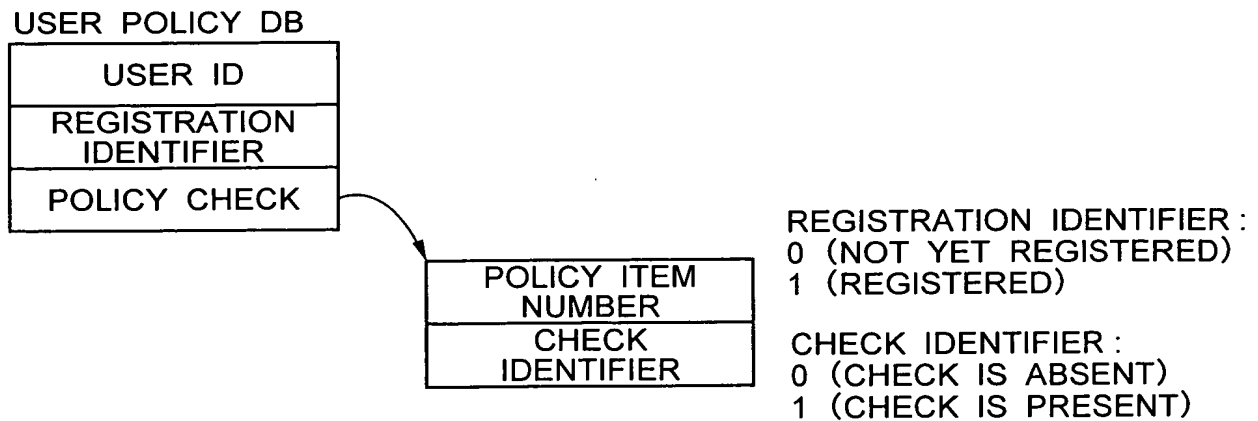 USER POLICY DB
USER ID
REGISTRATION
IDENTIFIER
POLICY CHECK
POLICY ITEM
NUMBER
CHECK
IDENTIFIER
REGISTRATION IDENTIFIER :
0 (NOT YET REGISTERED)
1 (REGISTERED)
CHECK IDENTIFIER :
0 (CHECK IS ABSENT)
1 (CHECK IS PRESENT)